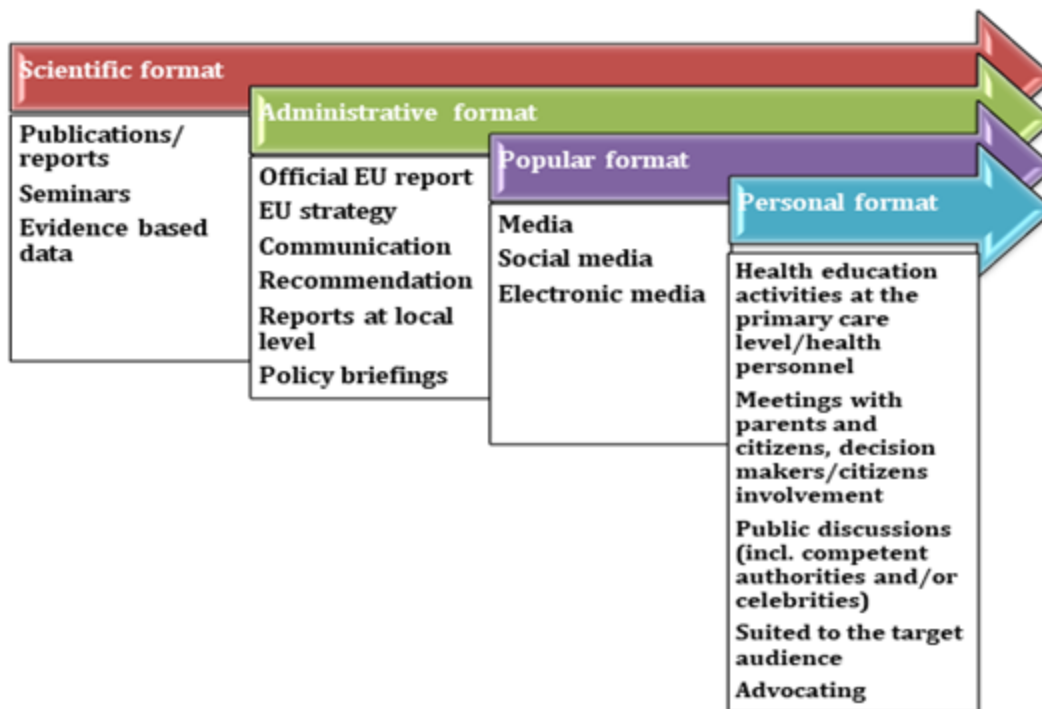 Scientific format
Publications/
reports
Seminars
Evidence based
data
Administrative format
Official EU report
EU strategy
Communication
Recommendation
Reports at local
level
Policy briefings
Popular format
Media
Social media
Electronic media
Personal format
Health education
activities at the
primary care
level/health
personnel
Meetings with
parents and
citizens, decision
makers/citizens
involvement
Public discussions
(incl. competent
authorities and/or
celebrities)
Suited to the target
audience
Advocating